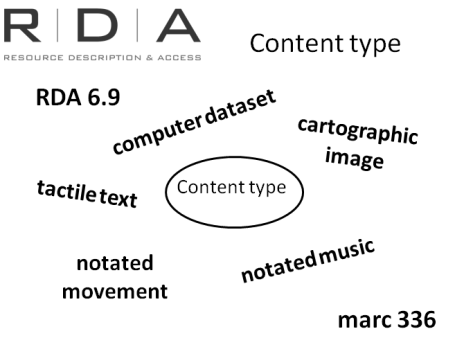 R|D|A
RESOURCE DESCRIPTION & ACCESS
Content type
RDA 6.9
computer dataset
cartographic
image
tactile text
Content type
notated
movement
notated music
marc 336